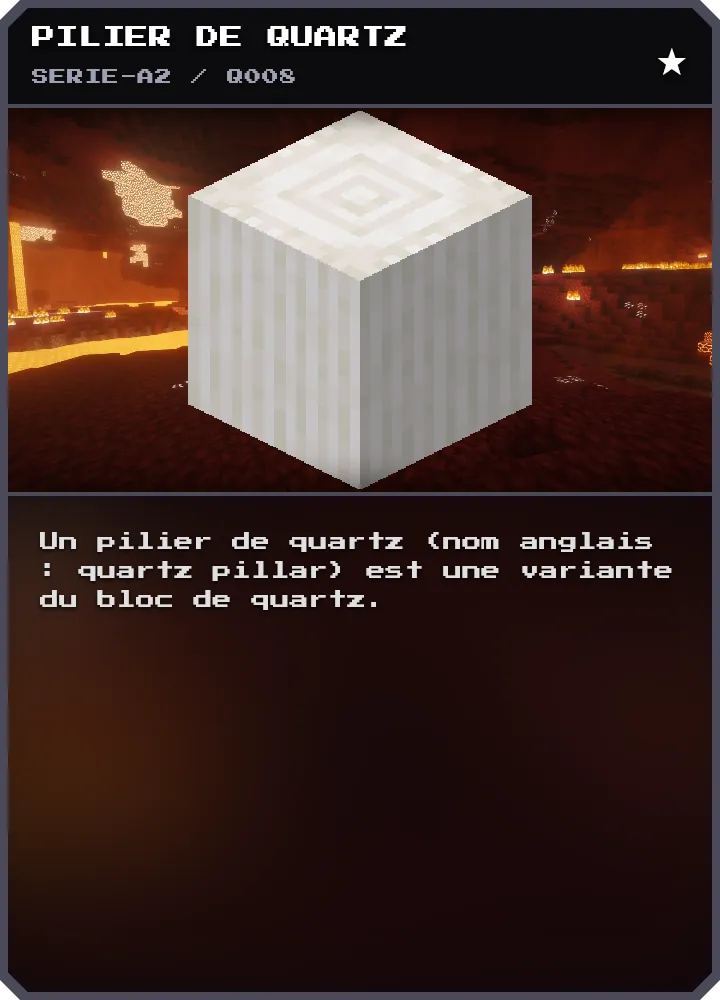 PILIER DE QUARTZ
SERIE-A2 / Q008
Un pilier de quartz (nom anglais
: quartz pillar) est une variante
du bloc de quartz.